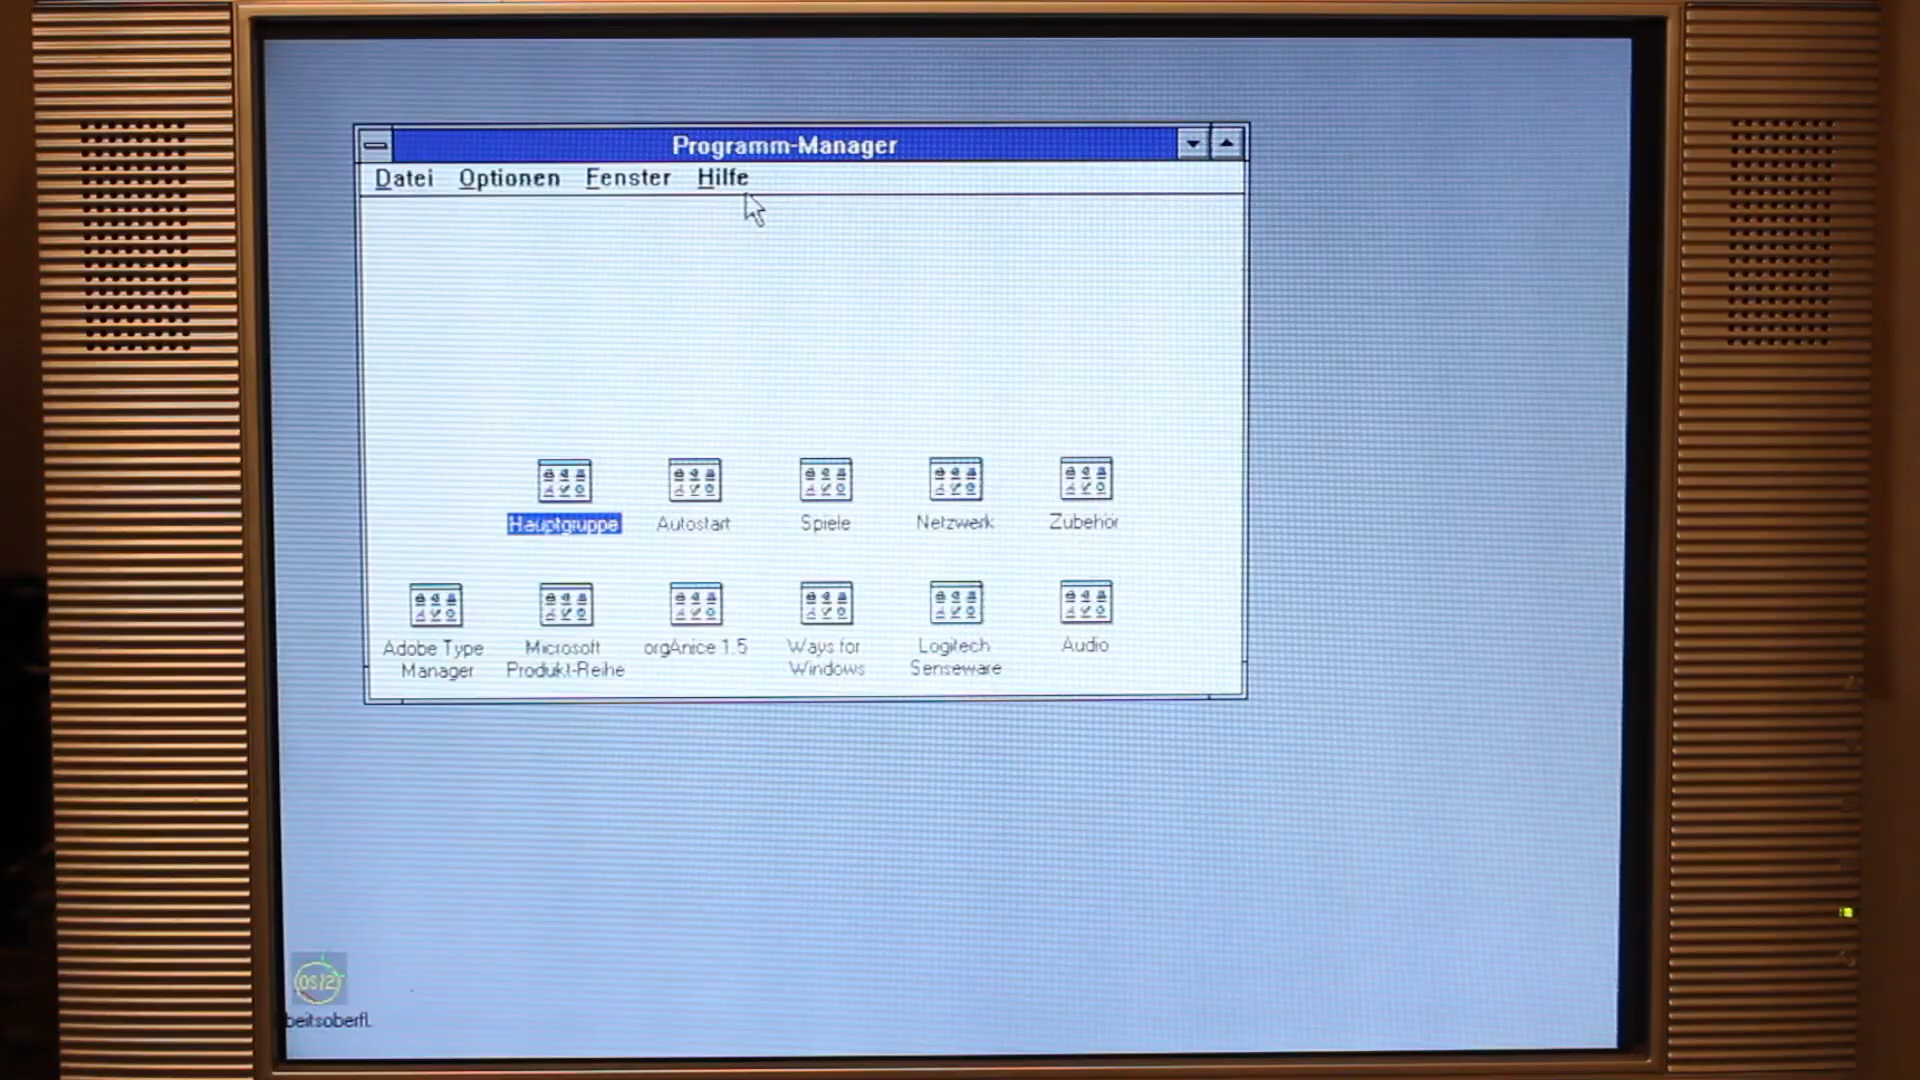 Programm-Manager
Datei Optionen Fenster Hilfe
Hauptgruppe Autostart Spiele Netzwerk Zubehör
Adobe Type Manager
Microsoft Produkt-Reihe
orgAnice 1.5
Ways for Windows
Logitech Senseware
Audio
OS/2
beitsoberfl.